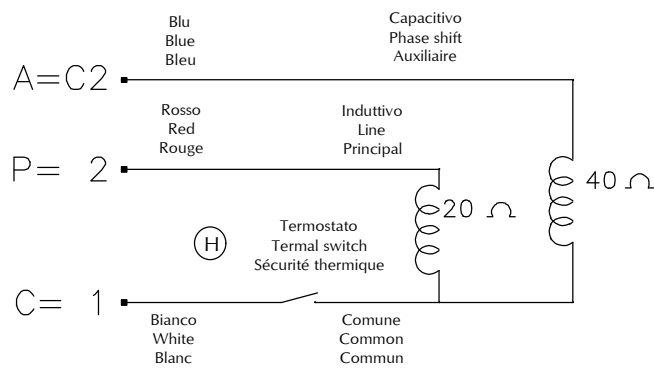 Blu
Blue
Bleu
Capacitivo
Phase shift
Auxiliaire
A=C2
Rosso
Red
Rouge
Induttivo
Line
Principal
P= 2
20 Ω
40 Ω
H
Termostato
Termal switch
Sécurité thermique
C= 1
Bianco
White
Blanc
Comune
Common
Commun